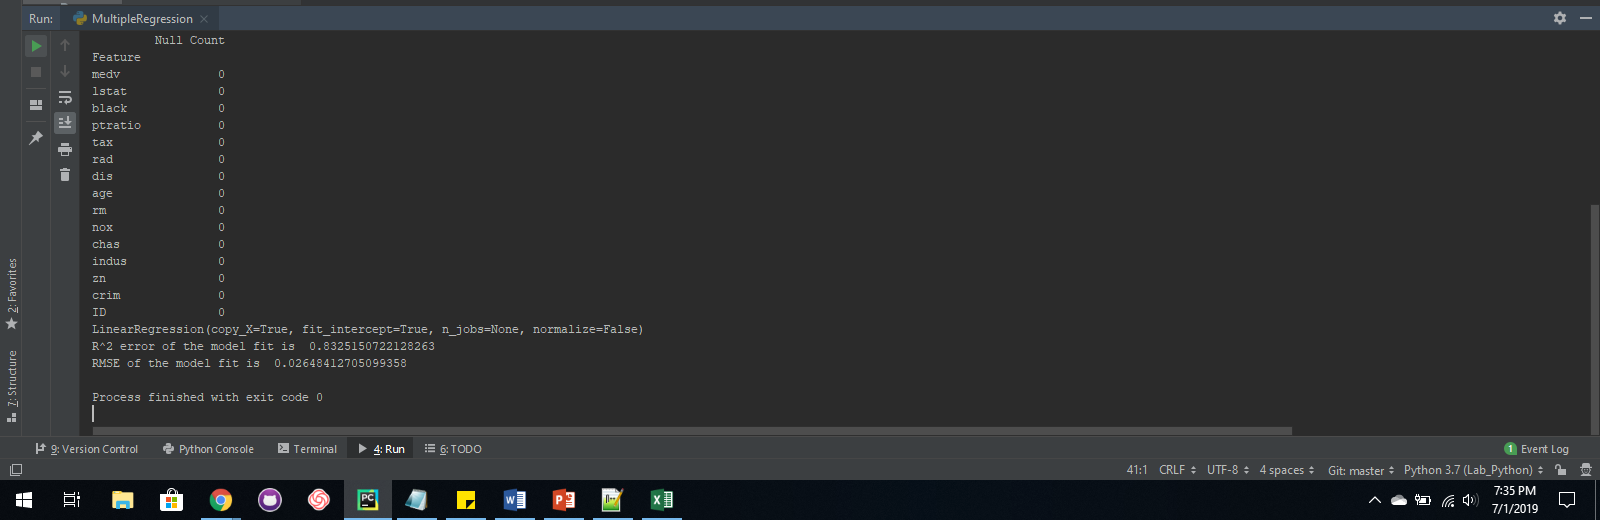 Run: MultipleRegression
Null Count
Feature
medv 0
lstat 0
black 0
ptratio 0
tax 0
rad 0
dis 0
age 0
rm 0
nox 0
chas 0
indus 0
zn 0
crim 0
ID 0
LinearRegression(copy_X=True, fit_intercept=True, n_jobs=None, normalize=False)
R^2 error of the model fit is  0.8325150722128263
RMSE of the model fit is  0.02648412705099358
Process finished with exit code 0
2: Favorites
7: Structure
9: Version Control Python Console Terminal 4: Run 6: TODO 1 Event Log
41:1 CRLF UTF-8 4 spaces Git: master Python 3.7 (Lab_Python)
PC W P X
7:35 PM
7/1/2019